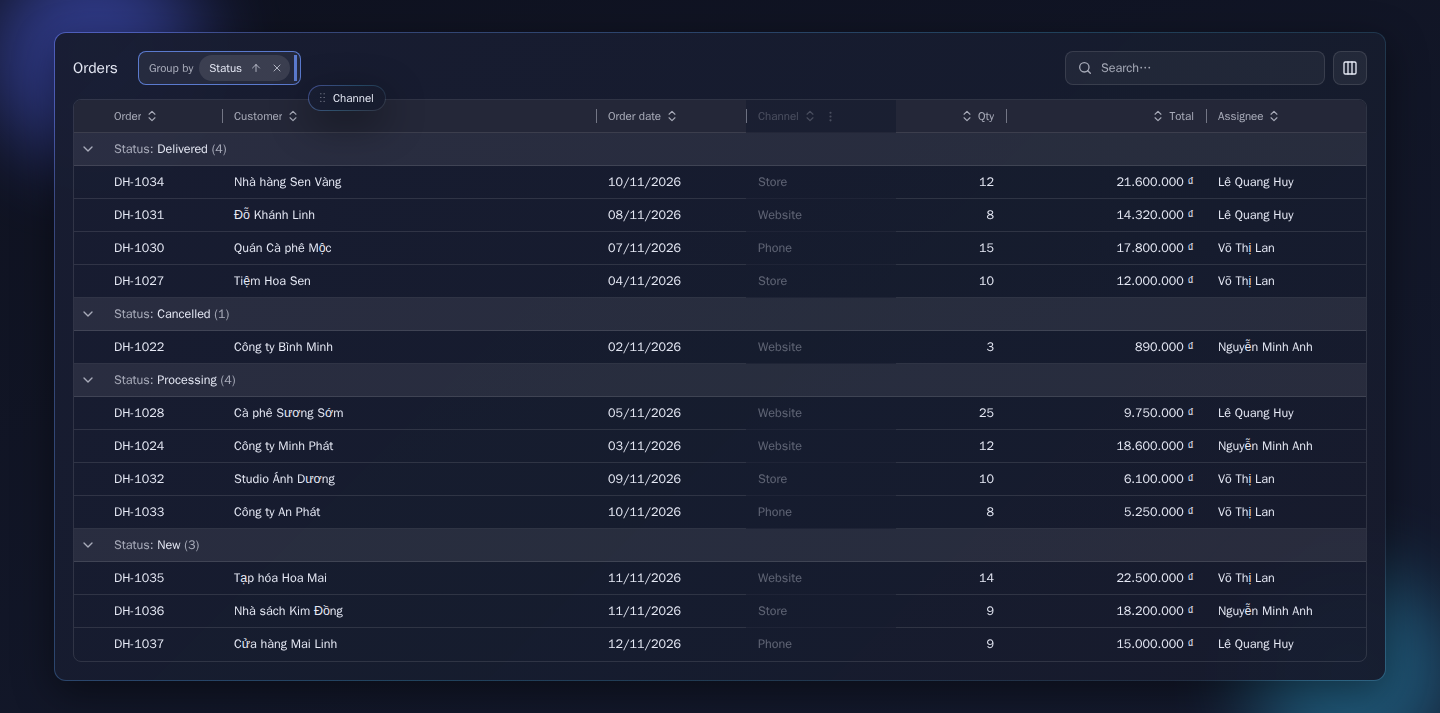 Orders Group by Status Search···
Channel
Order Customer Order date Channel Qty Total Assignee
Status: Delivered (4)
DH-1034 Nhà hàng Sen Vàng 10/11/2026 Store 12 21.600.000 ₫ Lê Quang Huy
DH-1031 Đỗ Khánh Linh 08/11/2026 Website 8 14.320.000 ₫ Lê Quang Huy
DH-1030 Quán Cà phê Mộc 07/11/2026 Phone 15 17.800.000 ₫ Võ Thị Lan
DH-1027 Tiệm Hoa Sen 04/11/2026 Store 10 12.000.000 ₫ Võ Thị Lan
Status: Cancelled (1)
DH-1022 Công ty Bình Minh 02/11/2026 Website 3 890.000 ₫ Nguyễn Minh Anh
Status: Processing (4)
DH-1028 Cà phê Sương Sớm 05/11/2026 Website 25 9.750.000 ₫ Lê Quang Huy
DH-1024 Công ty Minh Phát 03/11/2026 Website 12 18.600.000 ₫ Nguyễn Minh Anh
DH-1032 Studio Ánh Dương 09/11/2026 Store 10 6.100.000 ₫ Võ Thị Lan
DH-1033 Công ty An Phát 10/11/2026 Phone 8 5.250.000 ₫ Võ Thị Lan
Status: New (3)
DH-1035 Tạp hóa Hoa Mai 11/11/2026 Website 14 22.500.000 ₫ Võ Thị Lan
DH-1036 Nhà sách Kim Đồng 11/11/2026 Store 9 18.200.000 ₫ Nguyễn Minh Anh
DH-1037 Cửa hàng Mai Linh 12/11/2026 Phone 9 15.000.000 ₫ Lê Quang Huy